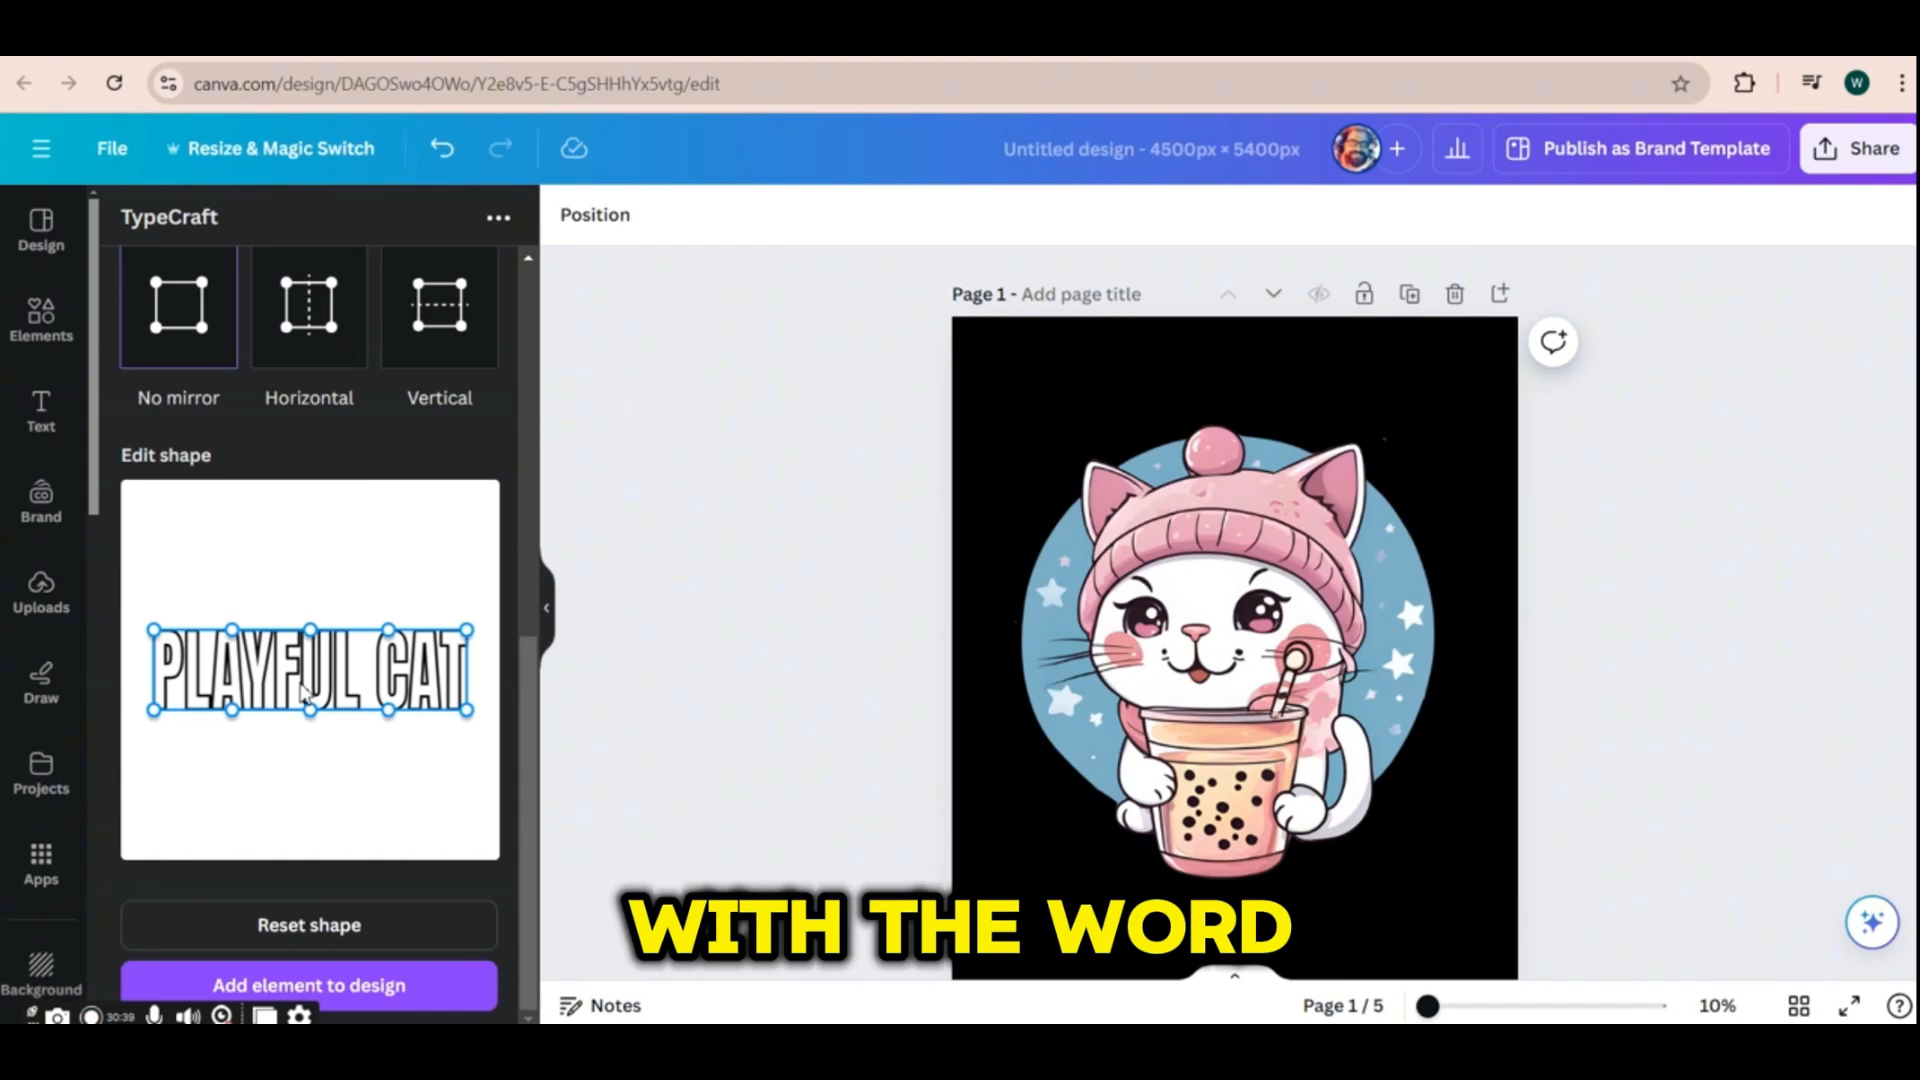 canva.com/design/DAGOSwo4OWo/Y2e8v5-E-C5gSHHhYx5vtg/edit
W
File
Resize & Magic Switch
Untitled design - 4500px × 5400px
Publish as Brand Template
Share
Design
Elements
Text
Brand
Uploads
Draw
Projects
Apps
Background
TypeCraft
No mirror
Horizontal
Vertical
Edit shape
PLAYFUL CAT
Reset shape
Add element to design
30:39
Position
Page 1 - Add page title
WITH THE WORD
Notes
Page 1 / 5
10%